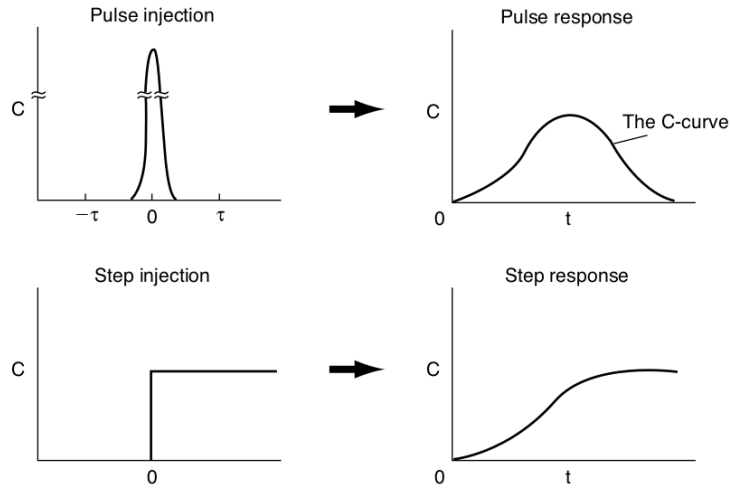 Pulse injection
C
−τ 0 τ
Pulse response
C
The C-curve
0 t
Step injection
C
0
Step response
C
0 t